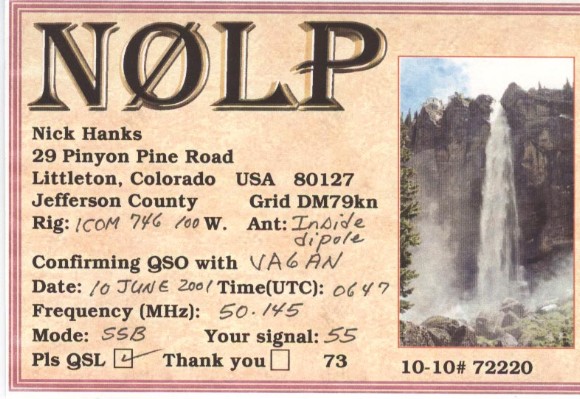 NØLP
Nick Hanks
29 Pinyon Pine Road
Littleton, Colorado USA 80127
Jefferson County Grid DM79kn
Rig: ICOM 746 100 W. Ant: Inside
dipole
Confirming QSO with VA6AN
Date: 10 JUNE 2001 Time(UTC): 0647
Frequency (MHz): 50.145
Mode: SSB Your signal: 55
Pls QSL ☑ Thank you ☐ 73
10-10# 72220